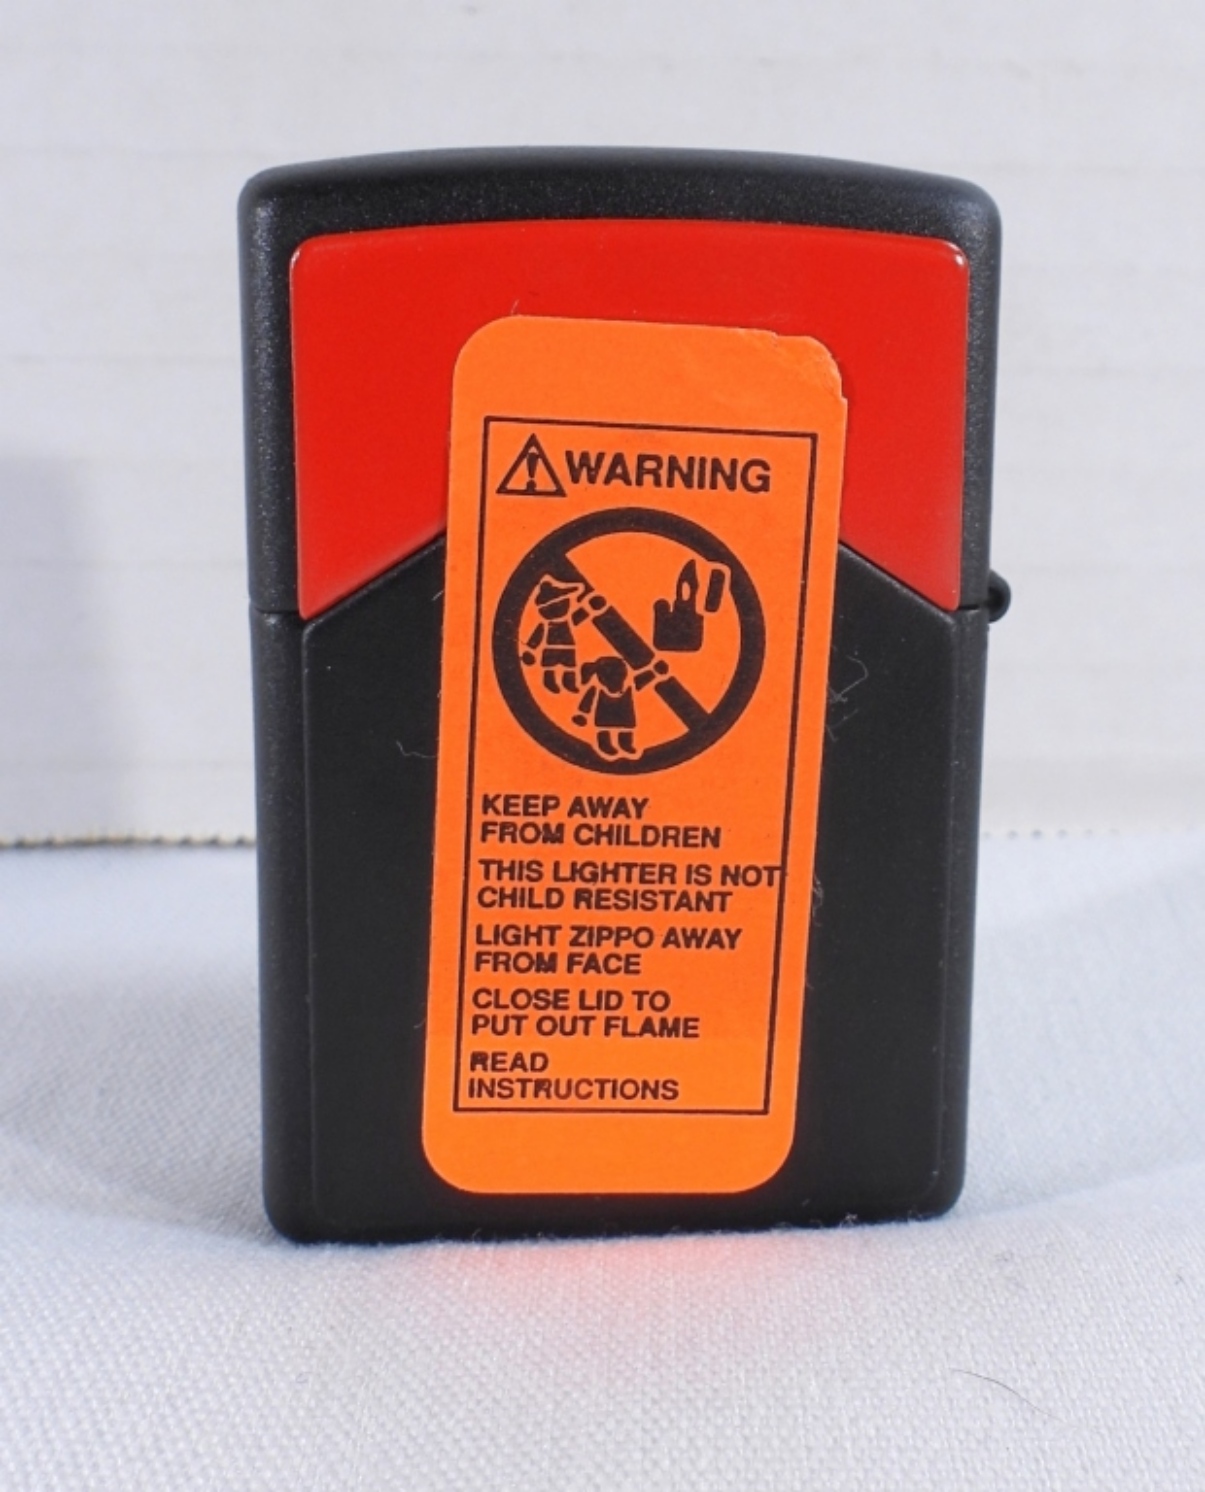 WARNING
KEEP AWAY
FROM CHILDREN
THIS LIGHTER IS NOT
CHILD RESISTANT
LIGHT ZIPPO AWAY
FROM FACE
CLOSE LID TO
PUT OUT FLAME
READ
INSTRUCTIONS